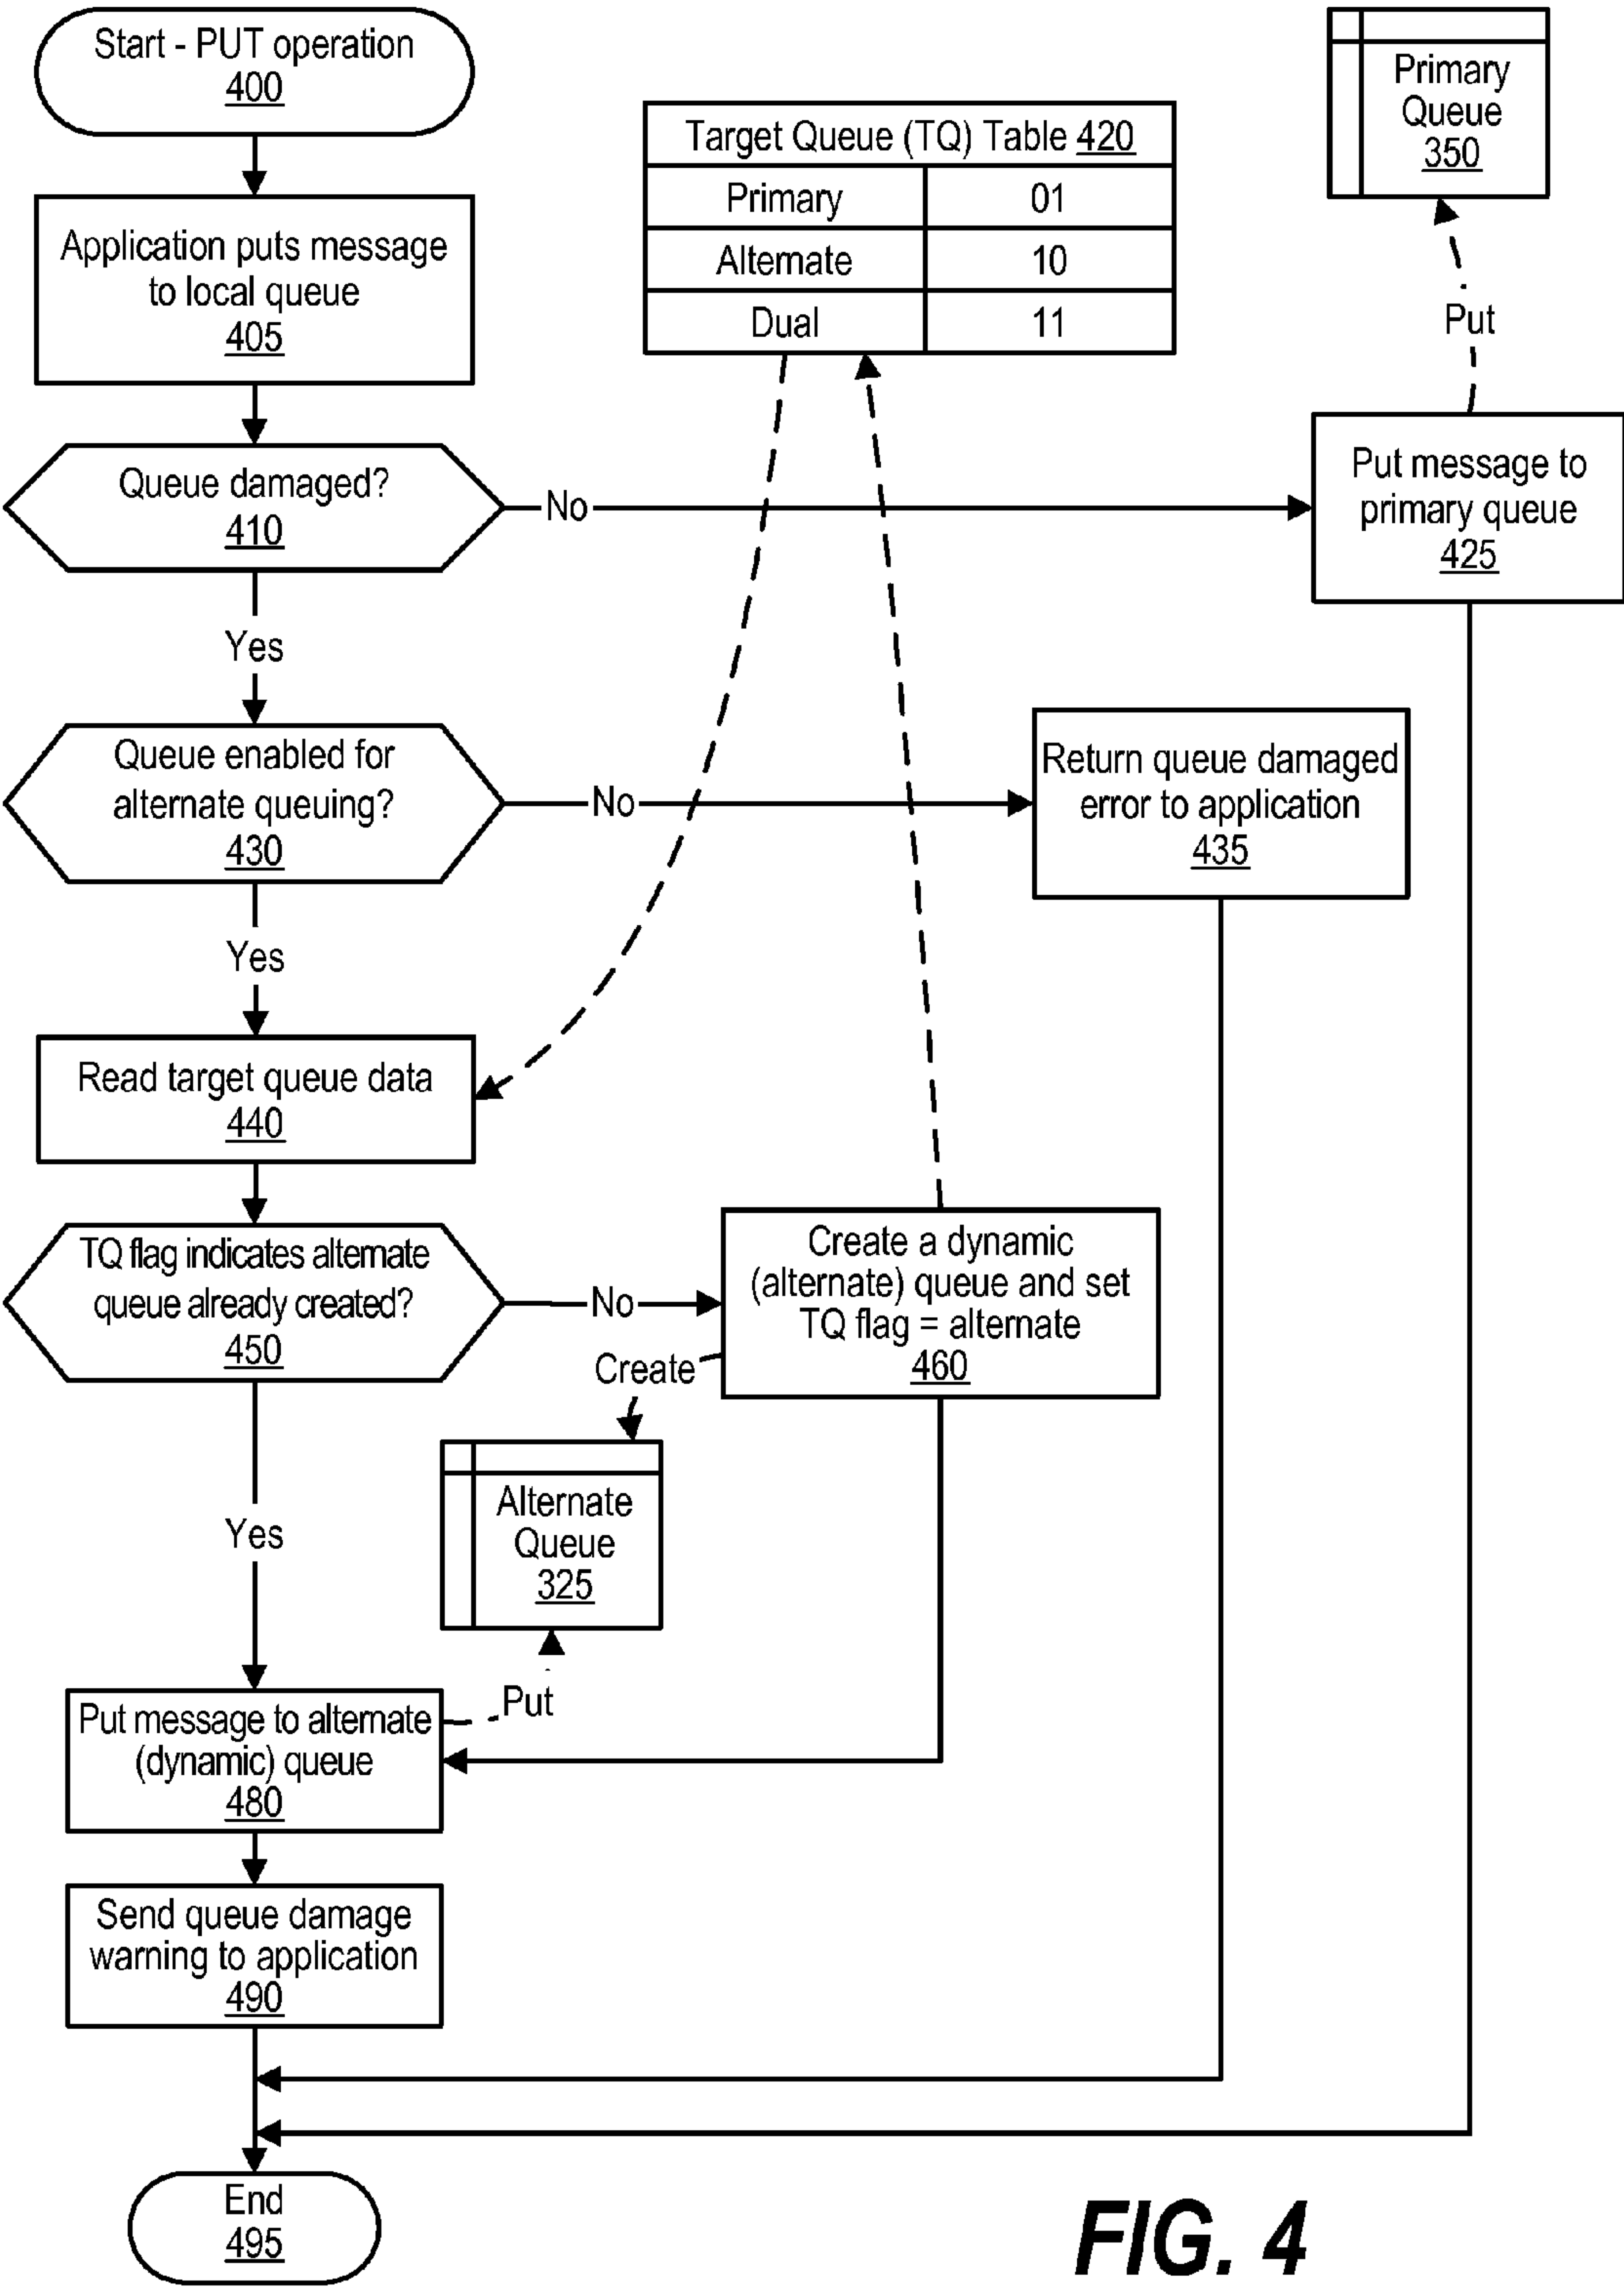 Start - PUT operation
400
Application puts message
to local queue
405
Target Queue (TQ) Table 420
Primary 01
Alternate 10
Dual 11
Primary
Queue
350
Put
Queue damaged?
410
No
Put message to
primary queue
425
Yes
Queue enabled for
alternate queuing?
430
No
Return queue damaged
error to application
435
Yes
Read target queue data
440
TQ flag indicates alternate
queue already created?
450
No
Create a dynamic
(alternate) queue and set
TQ flag = alternate
460
Create
Alternate
Queue
325
Yes
Put
Put message to alternate
(dynamic) queue
480
Send queue damage
warning to application
490
End
495
FIG. 4